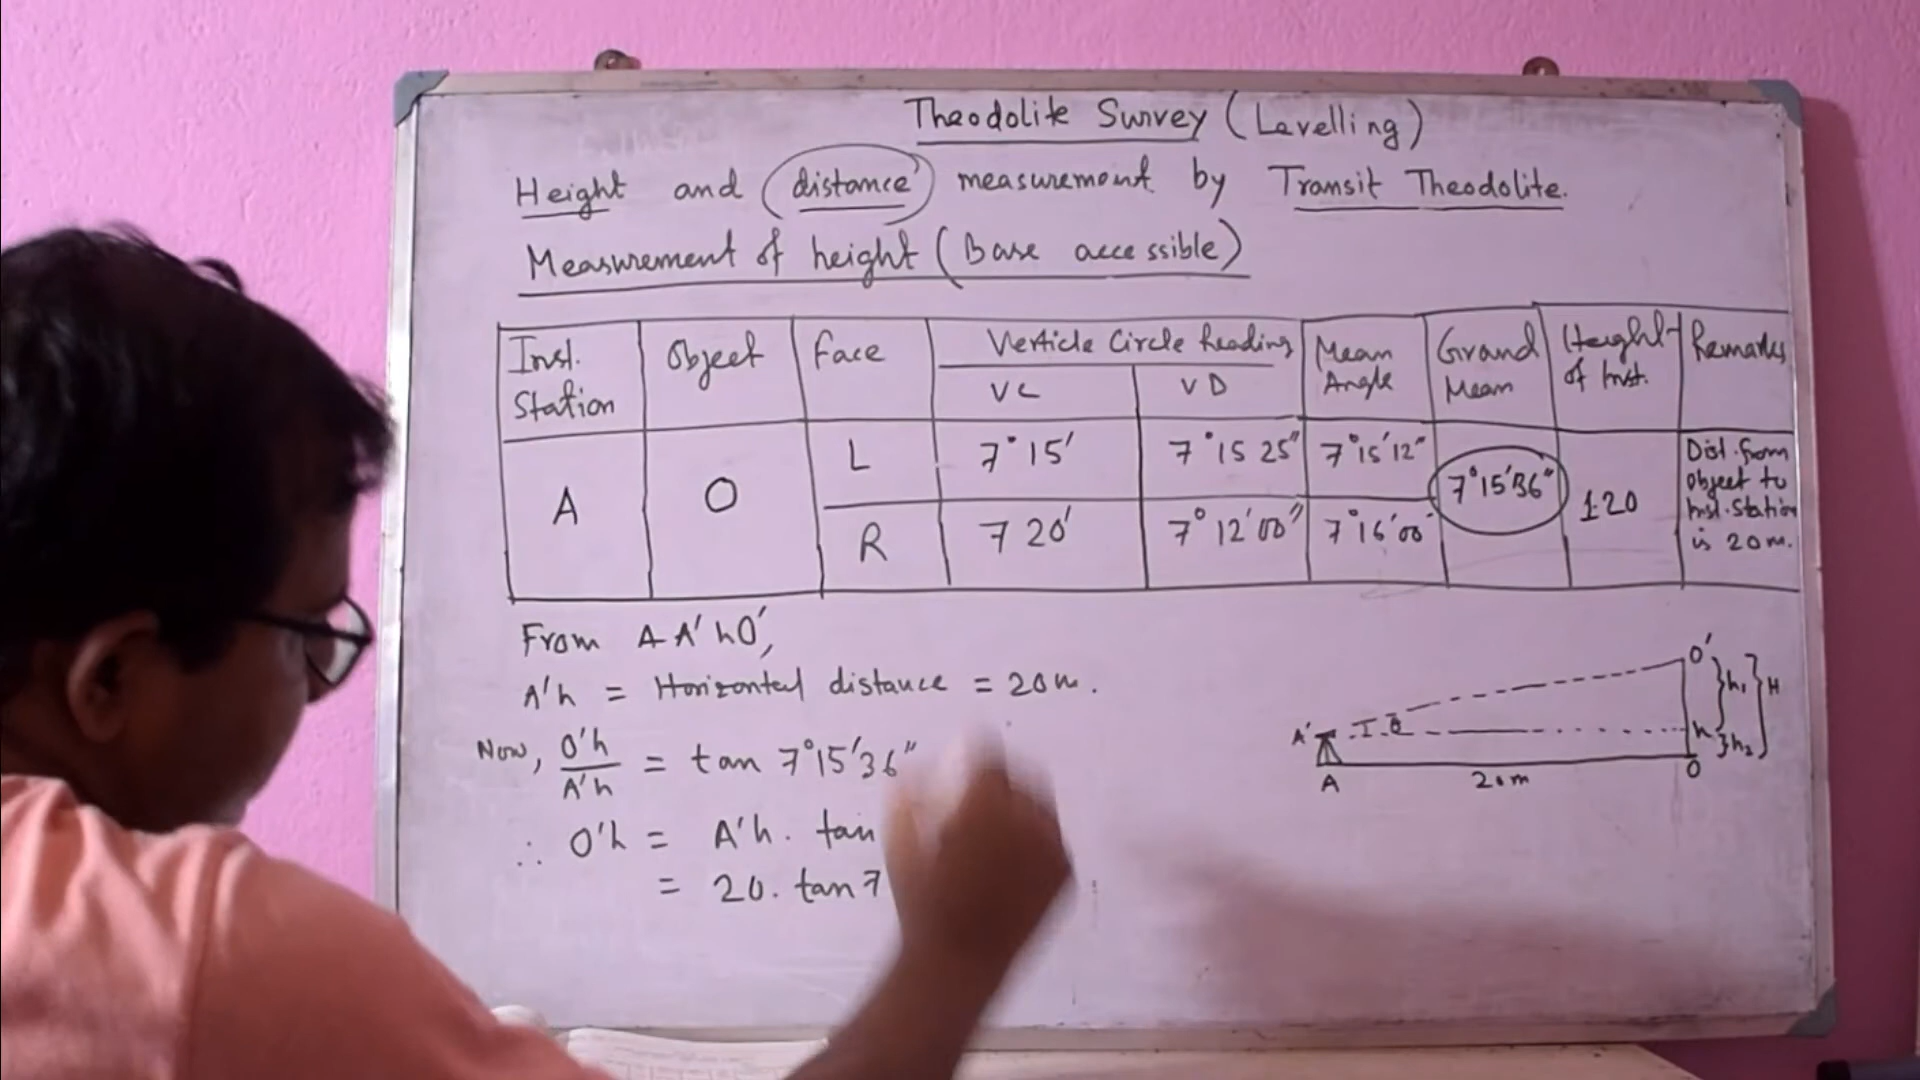 Theodolite Survey (Levelling)
Height and distance measurement by Transit Theodolite.
Measurement of height (Base accessible)
Inst. Station
Object
Face
Verticle Circle Reading
VC
VD
Mean Angle
Grand Mean
Height of Inst.
Remarks
A
O
L
7° 15'
7° 15 25"
7° 15' 12"
7° 15' 36"
1.20
Dist. from
object to
Inst. Station
is 20 m.
R
7 20'
7° 12' 00"
7° 16' 00
From Δ A'hO',
A'h = Horizontal distance = 20m.
Now, O'h / A'h = tan 7° 15' 36"
∴ O'h = A'h . tan
= 20. tan 7
O'
h1
H
A'
θ
h
h2
A
20m
O